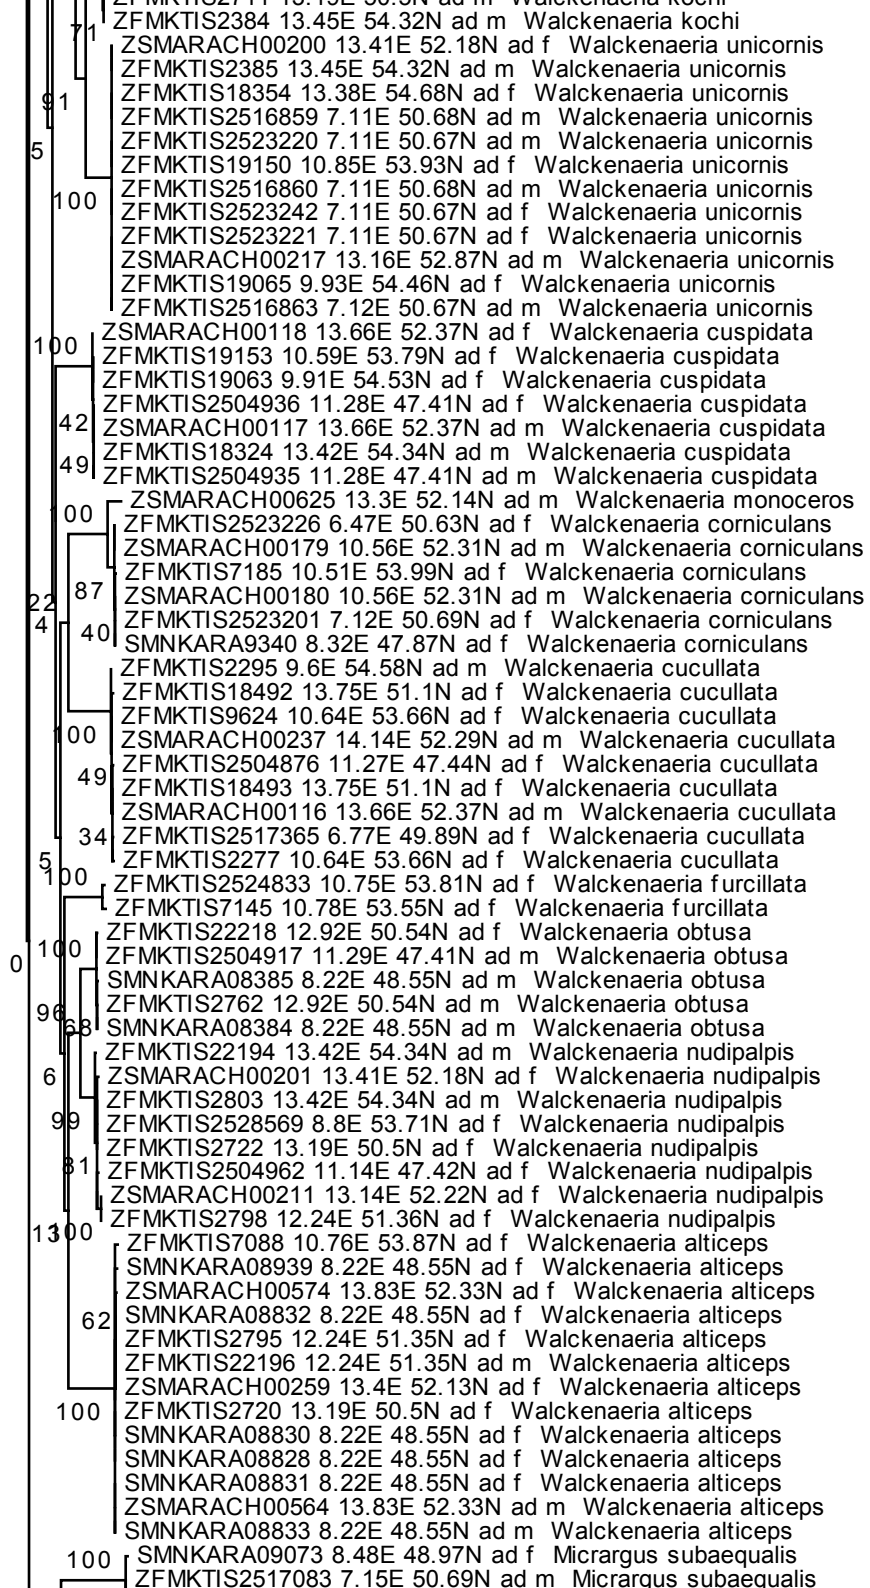 ZFMKTIS2384 13.45E 54.32N ad m Walckenaeria kochi
71
ZSMARACH00200 13.41E 52.18N ad f Walckenaeria unicornis
ZFMKTIS2385 13.45E 54.32N ad m Walckenaeria unicornis
ZFMKTIS18354 13.38E 54.68N ad f Walckenaeria unicornis
91
ZFMKTIS2516859 7.11E 50.68N ad m Walckenaeria unicornis
ZFMKTIS2523220 7.11E 50.67N ad m Walckenaeria unicornis
5
ZFMKTIS19150 10.85E 53.93N ad f Walckenaeria unicornis
ZFMKTIS2516860 7.11E 50.68N ad m Walckenaeria unicornis
100
ZFMKTIS2523242 7.11E 50.67N ad f Walckenaeria unicornis
ZFMKTIS2523221 7.11E 50.67N ad f Walckenaeria unicornis
ZSMARACH00217 13.16E 52.87N ad m Walckenaeria unicornis
ZFMKTIS19065 9.93E 54.46N ad f Walckenaeria unicornis
ZFMKTIS2516863 7.12E 50.67N ad m Walckenaeria unicornis
ZSMARACH00118 13.66E 52.37N ad f Walckenaeria cuspidata
100
ZFMKTIS19153 10.59E 53.79N ad f Walckenaeria cuspidata
ZFMKTIS19063 9.91E 54.53N ad f Walckenaeria cuspidata
ZFMKTIS2504936 11.28E 47.41N ad f Walckenaeria cuspidata
42
ZSMARACH00117 13.66E 52.37N ad m Walckenaeria cuspidata
ZFMKTIS18324 13.42E 54.34N ad m Walckenaeria cuspidata
49
ZFMKTIS2504935 11.28E 47.41N ad m Walckenaeria cuspidata
ZSMARACH00625 13.3E 52.14N ad m Walckenaeria monoceros
100
ZFMKTIS2523226 6.47E 50.63N ad f Walckenaeria corniculans
ZSMARACH00179 10.56E 52.31N ad m Walckenaeria corniculans
ZFMKTIS7185 10.51E 53.99N ad f Walckenaeria corniculans
87
ZSMARACH00180 10.56E 52.31N ad m Walckenaeria corniculans
22
ZFMKTIS2523201 7.12E 50.69N ad f Walckenaeria corniculans
4
40
SMNKARA9340 8.32E 47.87N ad f Walckenaeria corniculans
ZFMKTIS2295 9.6E 54.58N ad m Walckenaeria cucullata
ZFMKTIS18492 13.75E 51.1N ad f Walckenaeria cucullata
ZFMKTIS9624 10.64E 53.66N ad f Walckenaeria cucullata
100
ZSMARACH00237 14.14E 52.29N ad m Walckenaeria cucullata
ZFMKTIS2504876 11.27E 47.44N ad f Walckenaeria cucullata
49
ZFMKTIS18493 13.75E 51.1N ad f Walckenaeria cucullata
ZSMARACH00116 13.66E 52.37N ad m Walckenaeria cucullata
34
ZFMKTIS2517365 6.77E 49.89N ad f Walckenaeria cucullata
ZFMKTIS2277 10.64E 53.66N ad f Walckenaeria cucullata
5
100
ZFMKTIS2524833 10.75E 53.81N ad f Walckenaeria furcillata
ZFMKTIS7145 10.78E 53.55N ad f Walckenaeria furcillata
ZFMKTIS22218 12.92E 50.54N ad f Walckenaeria obtusa
100
ZFMKTIS2504917 11.29E 47.41N ad m Walckenaeria obtusa
0
SMNKARA08385 8.22E 48.55N ad m Walckenaeria obtusa
ZFMKTIS2762 12.92E 50.54N ad m Walckenaeria obtusa
96
68
SMNKARA08384 8.22E 48.55N ad m Walckenaeria obtusa
ZFMKTIS22194 13.42E 54.34N ad m Walckenaeria nudipalpis
6
ZSMARACH00201 13.41E 52.18N ad f Walckenaeria nudipalpis
ZFMKTIS2803 13.42E 54.34N ad m Walckenaeria nudipalpis
99
ZFMKTIS2528569 8.8E 53.71N ad f Walckenaeria nudipalpis
ZFMKTIS2722 13.19E 50.5N ad f Walckenaeria nudipalpis
81
ZFMKTIS2504962 11.14E 47.42N ad f Walckenaeria nudipalpis
ZSMARACH00211 13.14E 52.22N ad f Walckenaeria nudipalpis
ZFMKTIS2798 12.24E 51.36N ad f Walckenaeria nudipalpis
ZFMKTIS7088 10.76E 53.87N ad f Walckenaeria alticeps
SMNKARA08939 8.22E 48.55N ad f Walckenaeria alticeps
ZSMARACH00574 13.83E 52.33N ad m Walckenaeria alticeps
SMNKARA08832 8.22E 48.55N ad f Walckenaeria alticeps
62
ZFMKTIS2795 12.24E 51.35N ad f Walckenaeria alticeps
ZFMKTIS22196 12.24E 51.35N ad m Walckenaeria alticeps
ZSMARACH00259 13.4E 52.13N ad f Walckenaeria alticeps
100
ZFMKTIS2720 13.19E 50.5N ad f Walckenaeria alticeps
SMNKARA08830 8.22E 48.55N ad f Walckenaeria alticeps
SMNKARA08828 8.22E 48.55N ad f Walckenaeria alticeps
SMNKARA08831 8.22E 48.55N ad f Walckenaeria alticeps
ZSMARACH00564 13.83E 52.33N ad m Walckenaeria alticeps
SMNKARA08833 8.22E 48.55N ad m Walckenaeria alticeps
100
SMNKARA09073 8.48E 48.97N ad f Micrargus subaequalis
ZFMKTIS2517083 7.15E 50.69N ad m Micrargus subaequalis